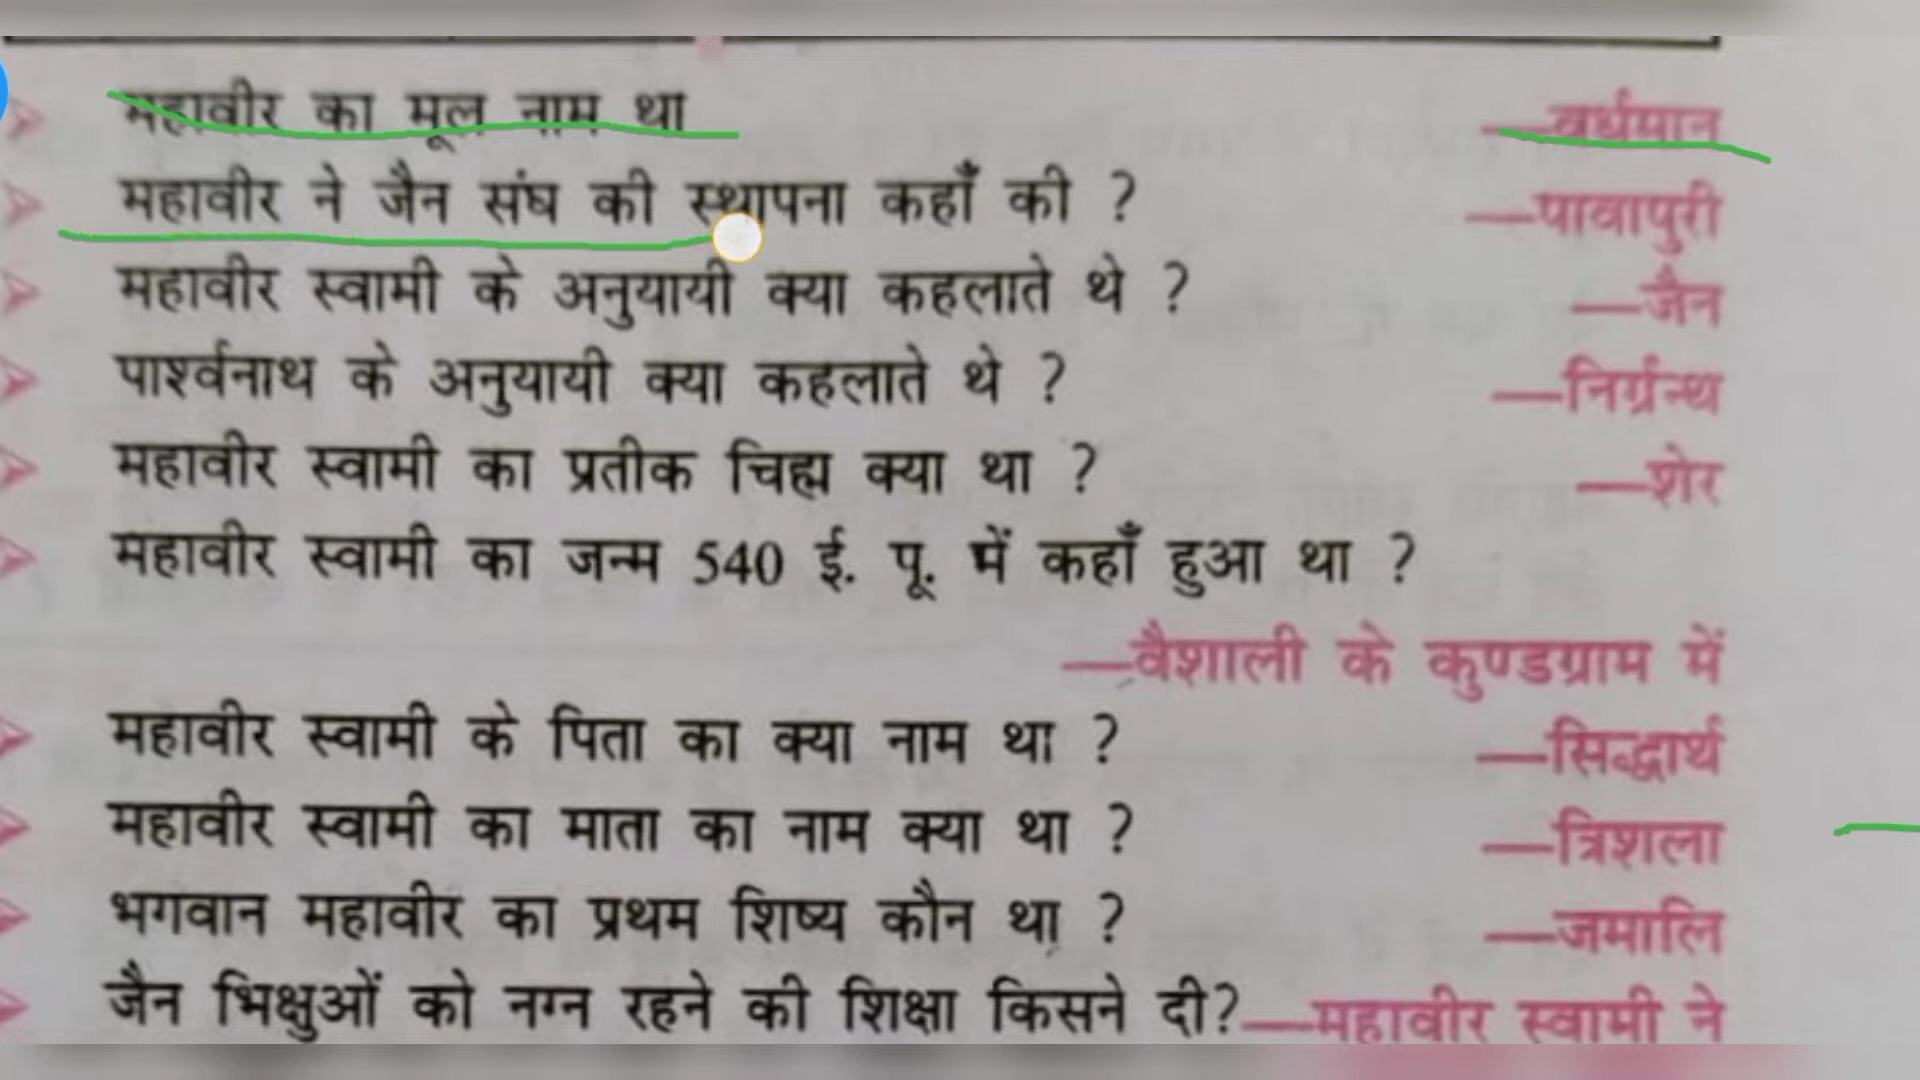 महावीर का मूल नाम था —वर्धमान
महावीर ने जैन संघ की स्थापना कहाँ की ? —पावापुरी
महावीर स्वामी के अनुयायी क्या कहलाते थे ? —जैन
पार्श्वनाथ के अनुयायी क्या कहलाते थे ? —निर्ग्रन्थ
महावीर स्वामी का प्रतीक चिह्म क्या था ? —शेर
महावीर स्वामी का जन्म 540 ई. पू. में कहाँ हुआ था ?
—वैशाली के कुण्डग्राम में
महावीर स्वामी के पिता का क्या नाम था ? —सिद्धार्थ
महावीर स्वामी का माता का नाम क्या था ? —त्रिशला
भगवान महावीर का प्रथम शिष्य कौन था ? —जमालि
जैन भिक्षुओं को नग्न रहने की शिक्षा किसने दी? —महावीर स्वामी ने